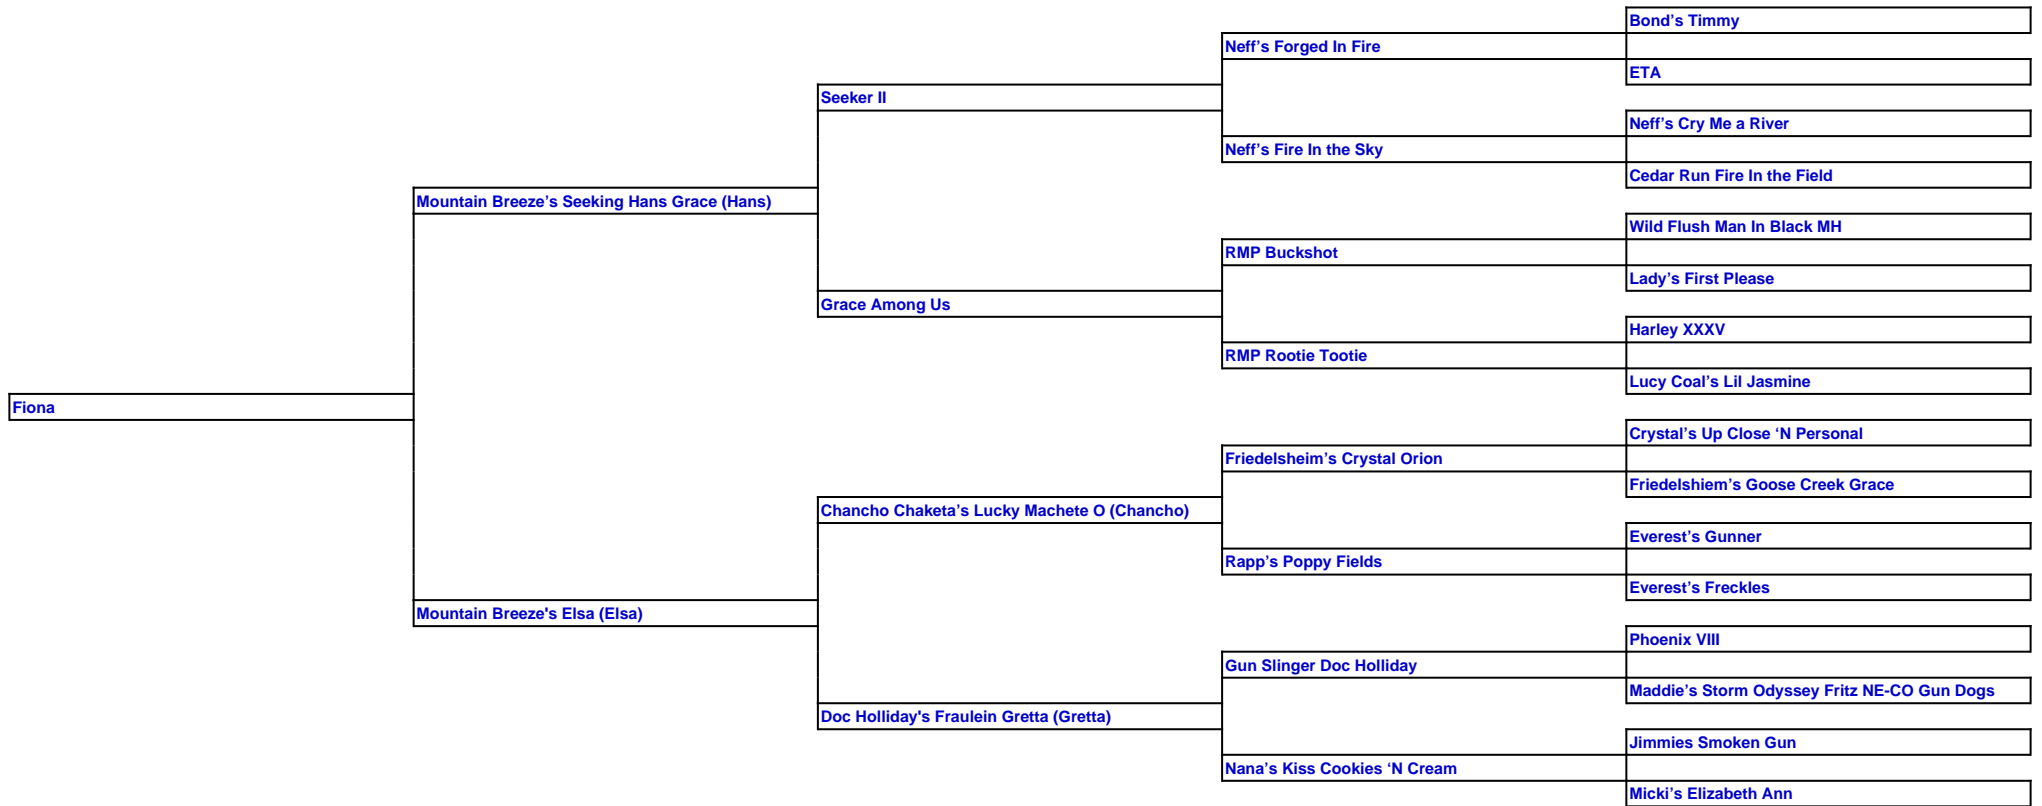 Bond’s Timmy
Neff’s Forged In Fire
ETA
Seeker II
Neff’s Cry Me a River
Neff’s Fire In the Sky
Cedar Run Fire In the Field
Mountain Breeze’s Seeking Hans Grace (Hans)
Wild Flush Man In Black MH
RMP Buckshot
Lady’s First Please
Grace Among Us
Harley XXXV
RMP Rootie Tootie
Lucy Coal’s Lil Jasmine
Fiona
Crystal’s Up Close ‘N Personal
Friedelsheim’s Crystal Orion
Friedelshiem’s Goose Creek Grace
Chancho Chaketa’s Lucky Machete O (Chancho)
Everest’s Gunner
Rapp’s Poppy Fields
Everest’s Freckles
Mountain Breeze's Elsa (Elsa)
Phoenix VIII
Gun Slinger Doc Holliday
Maddie’s Storm Odyssey Fritz NE-CO Gun Dogs
Doc Holliday's Fraulein Gretta (Gretta)
Jimmies Smoken Gun
Nana’s Kiss Cookies ‘N Cream
Micki’s Elizabeth Ann